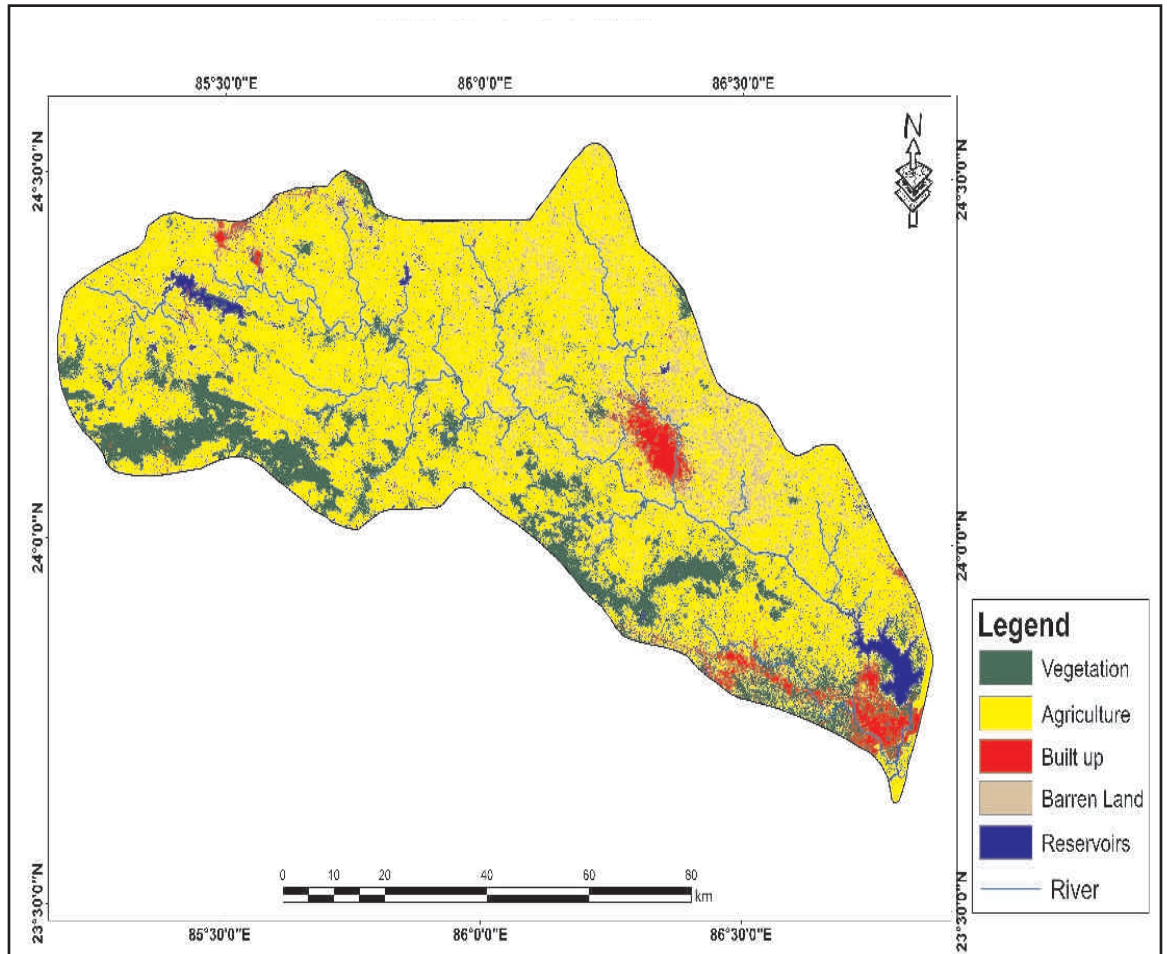 85°30'0"E 86°0'0"E 86°30'0"E
N
24°30'0"N 24°30'0"N
24°0'0"N 24°0'0"N
Legend
Vegetation
Agriculture
Built up
Barren Land
Reservoirs
River
0 10 20 40 60 80
km
23°30'0"N 23°30'0"N
85°30'0"E 86°0'0"E 86°30'0"E